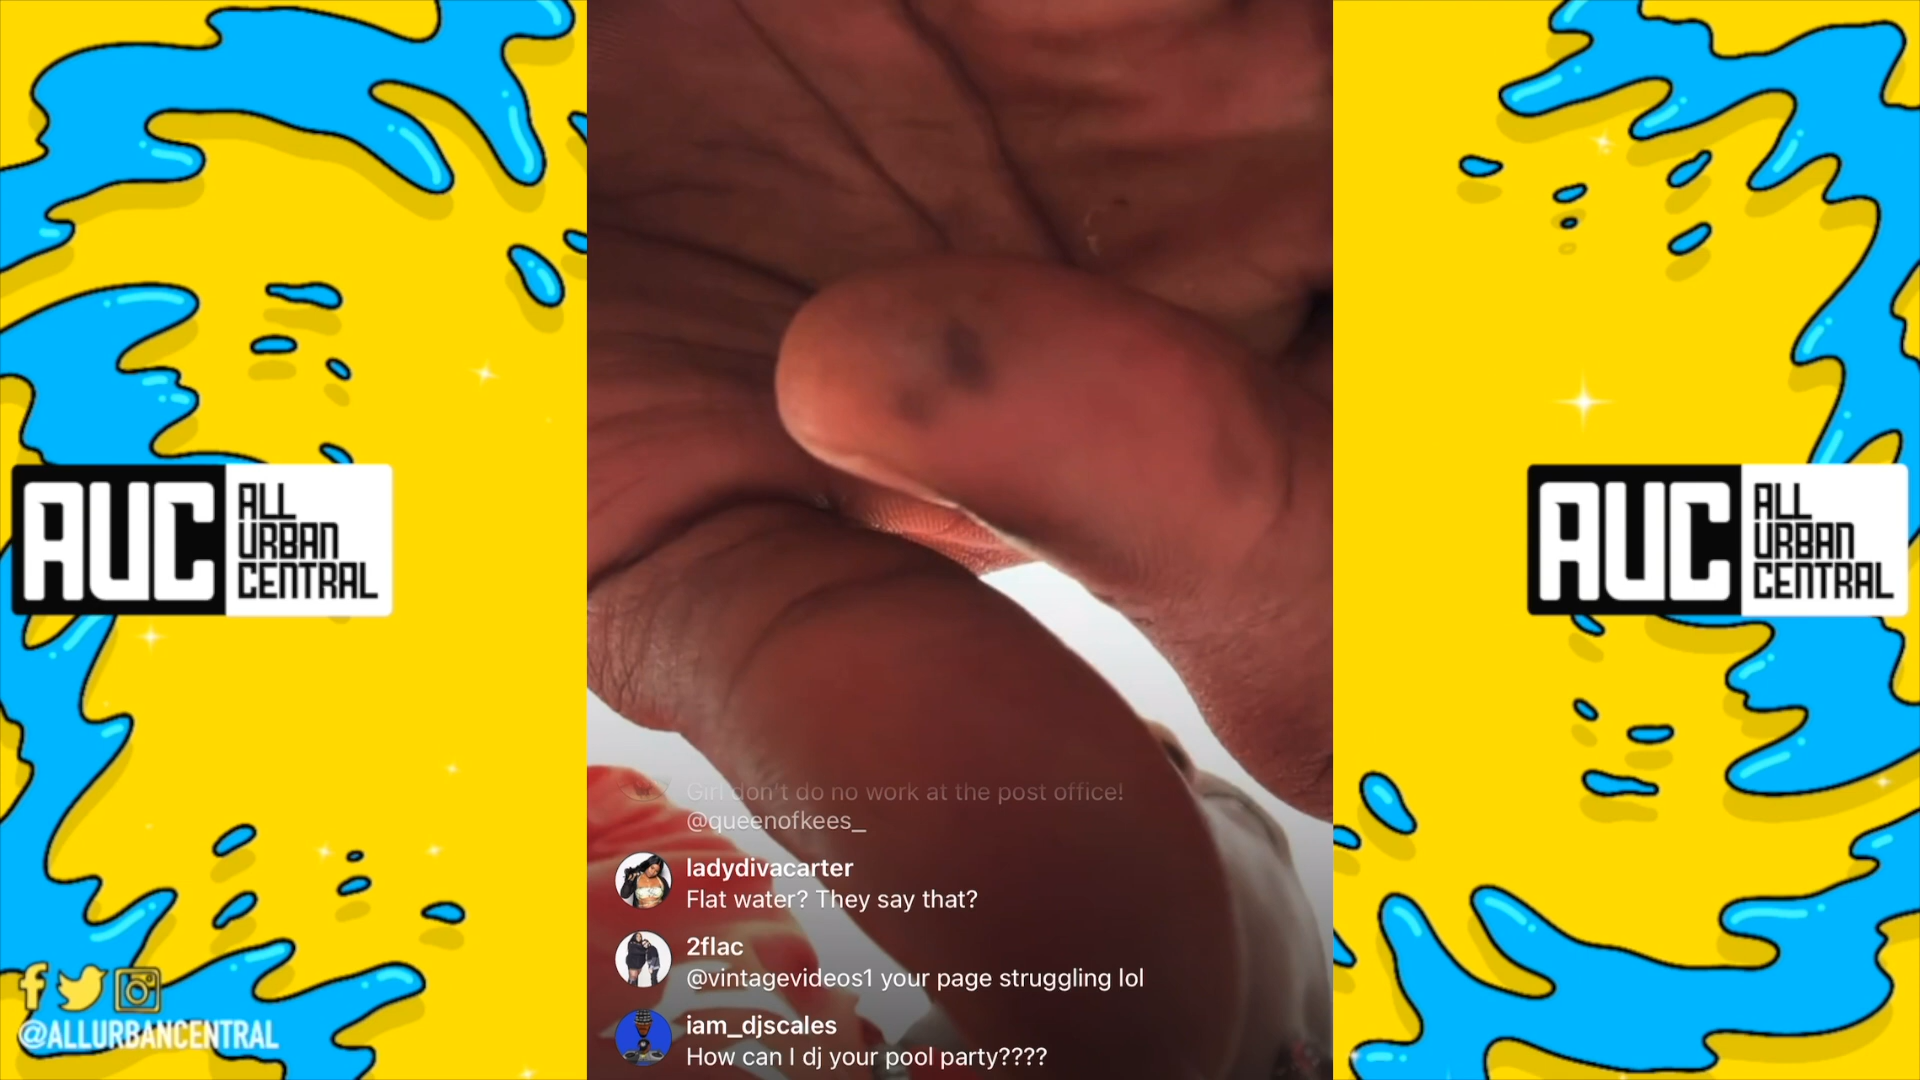 AUC
ALL
URBAN
CENTRAL
AUC
ALL
URBAN
CENTRAL
Girl don't do no work at the post office!
@queenofkees_
ladydivacarter
Flat water? They say that?
2flac
@vintagevideos1 your page struggling lol
iam_djscales
How can I dj your pool party????
@ALLURBANCENTRAL